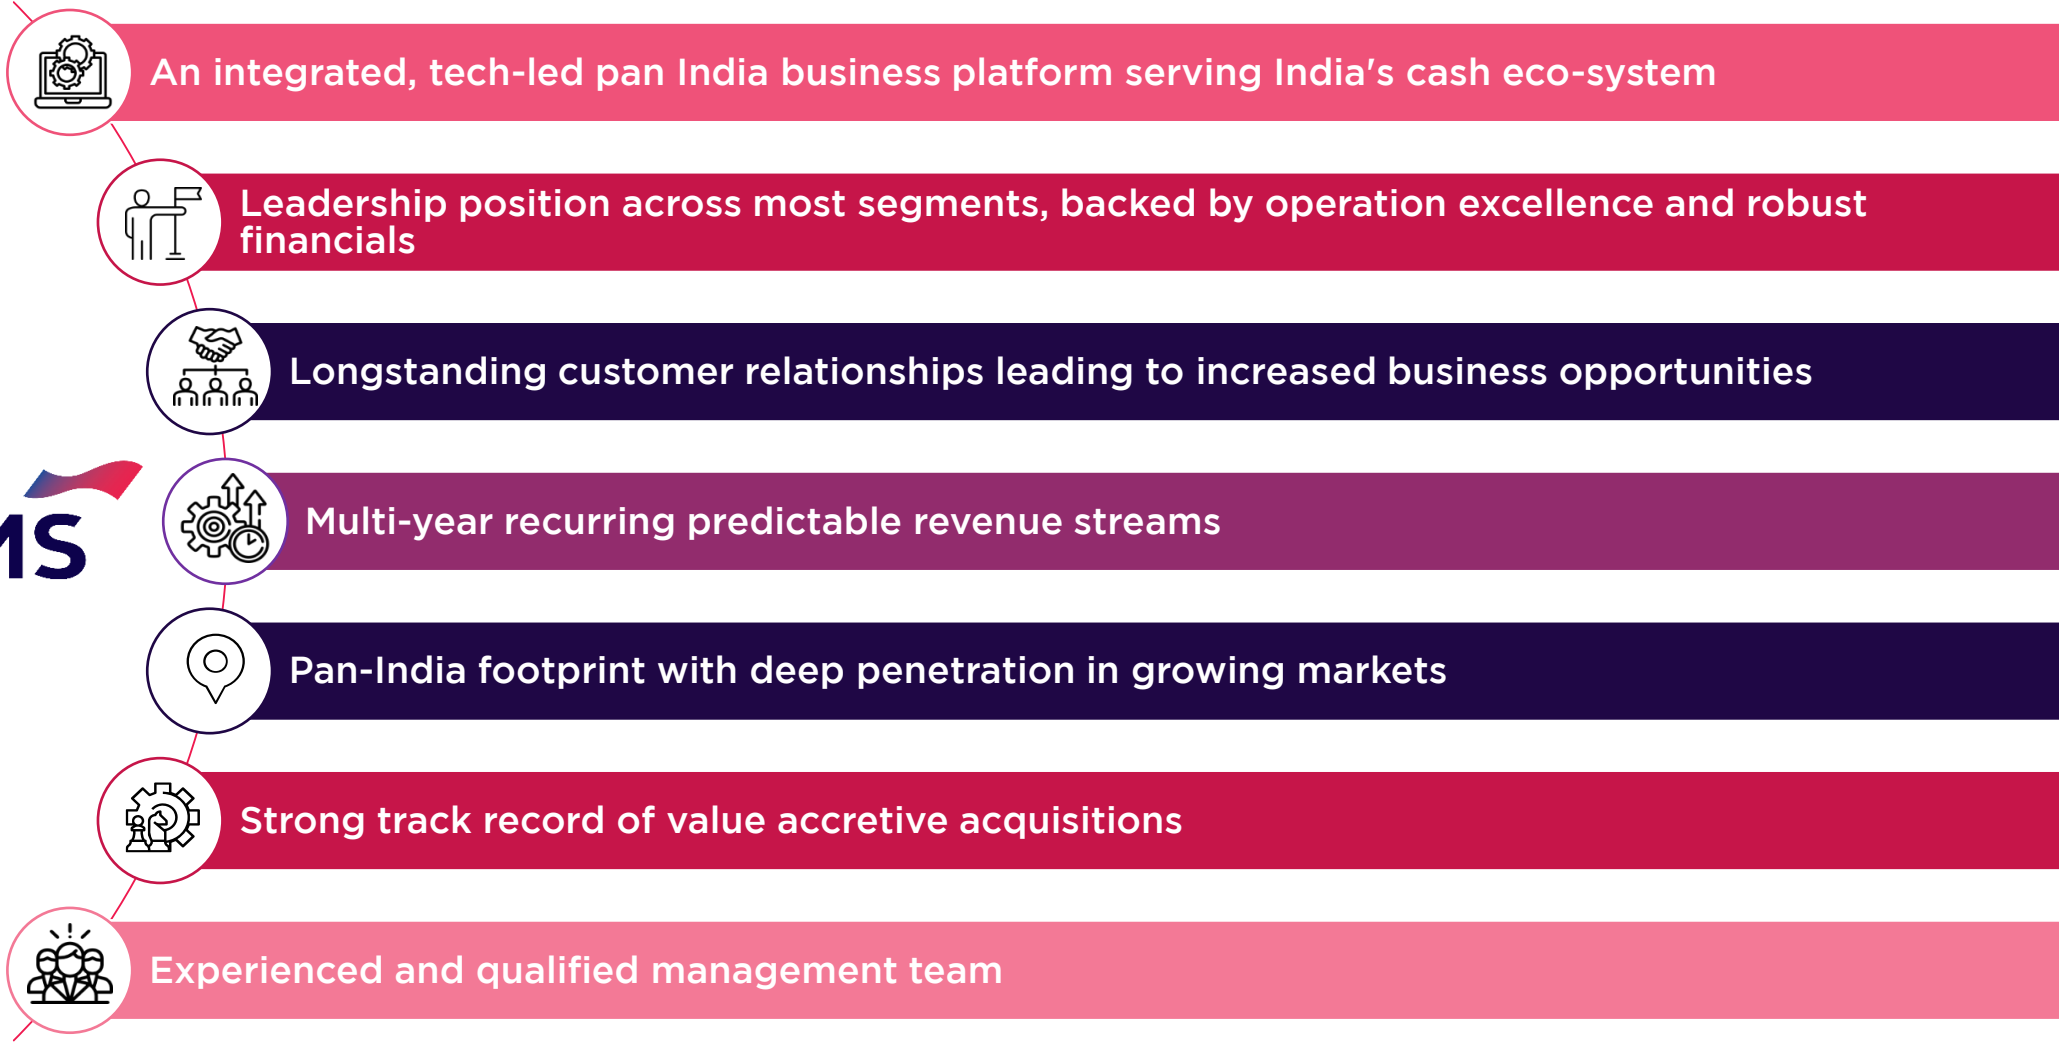 An integrated, tech-led pan India business platform serving India's cash eco-system
Leadership position across most segments, backed by operation excellence and robust
financials
Longstanding customer relationships leading to increased business opportunities
Multi-year recurring predictable revenue streams
Pan-India footprint with deep penetration in growing markets
Strong track record of value accretive acquisitions
Experienced and qualified management team